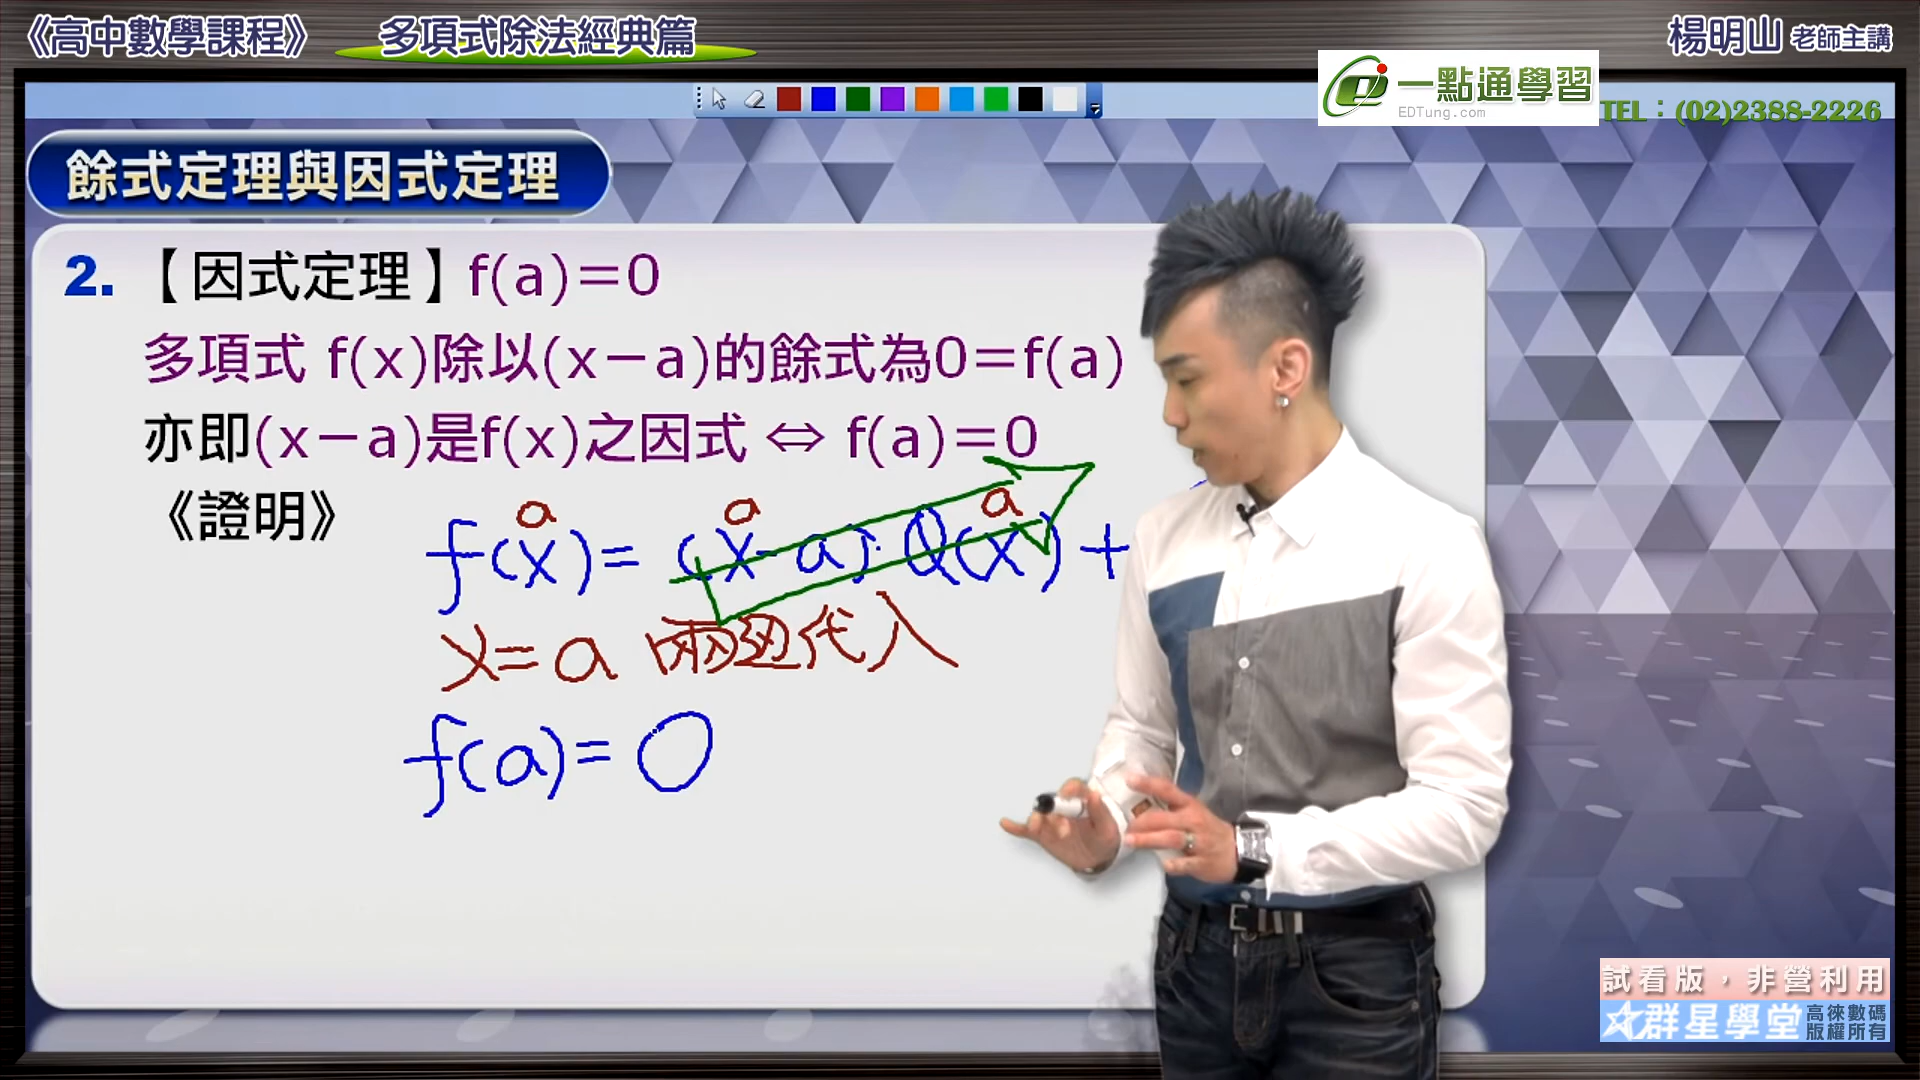 《高中數學課程》 多項式除法經典篇 楊明山 老師主講
一點通學習
EDTung.com
TEL：(02)2388-2226
餘式定理與因式定理
2.【因式定理】f(a)＝0
多項式 f(x)除以(x－a)的餘式為0＝f(a)
亦即(x－a)是f(x)之因式 ⇔ f(a)＝0
《證明》
a a a
f(x)= (x-a)·Q(x)+
x=a 兩邊代入
f(a)=0
試看版，非營利用
群星學堂 高徠數碼
版權所有